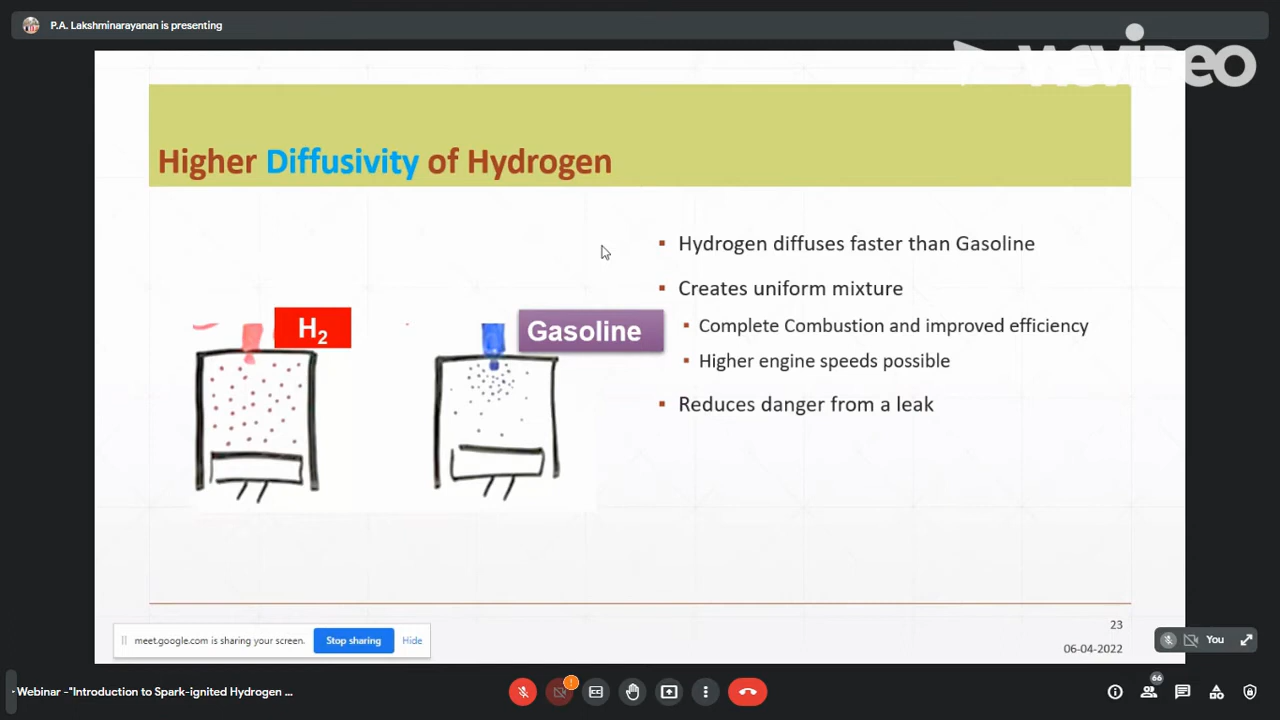 P.A. Lakshminarayanan is presenting
WeVideo
Higher Diffusivity of Hydrogen
▪ Hydrogen diffuses faster than Gasoline
▪ Creates uniform mixture
▪ Complete Combustion and improved efficiency
▪ Higher engine speeds possible
▪ Reduces danger from a leak
H2
Gasoline
23
06-04-2022
meet.google.com is sharing your screen.
Stop sharing
Hide
You
Webinar -"Introduction to Spark-ignited Hydrogen ...
66